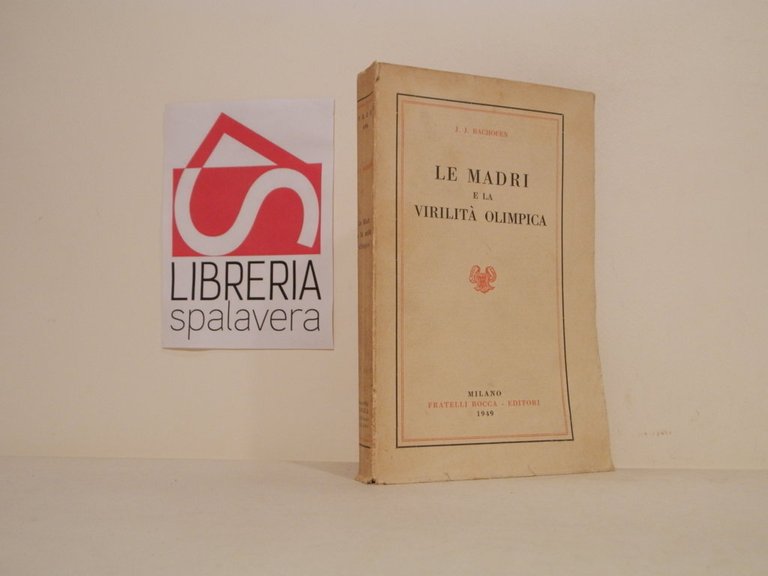 LIBRERIA
spalavera
J. J. BACHOFEN
LE MADRI
E LA
VIRILITÀ OLIMPICA
MILANO
FRATELLI BOCCA - EDITORI
1949